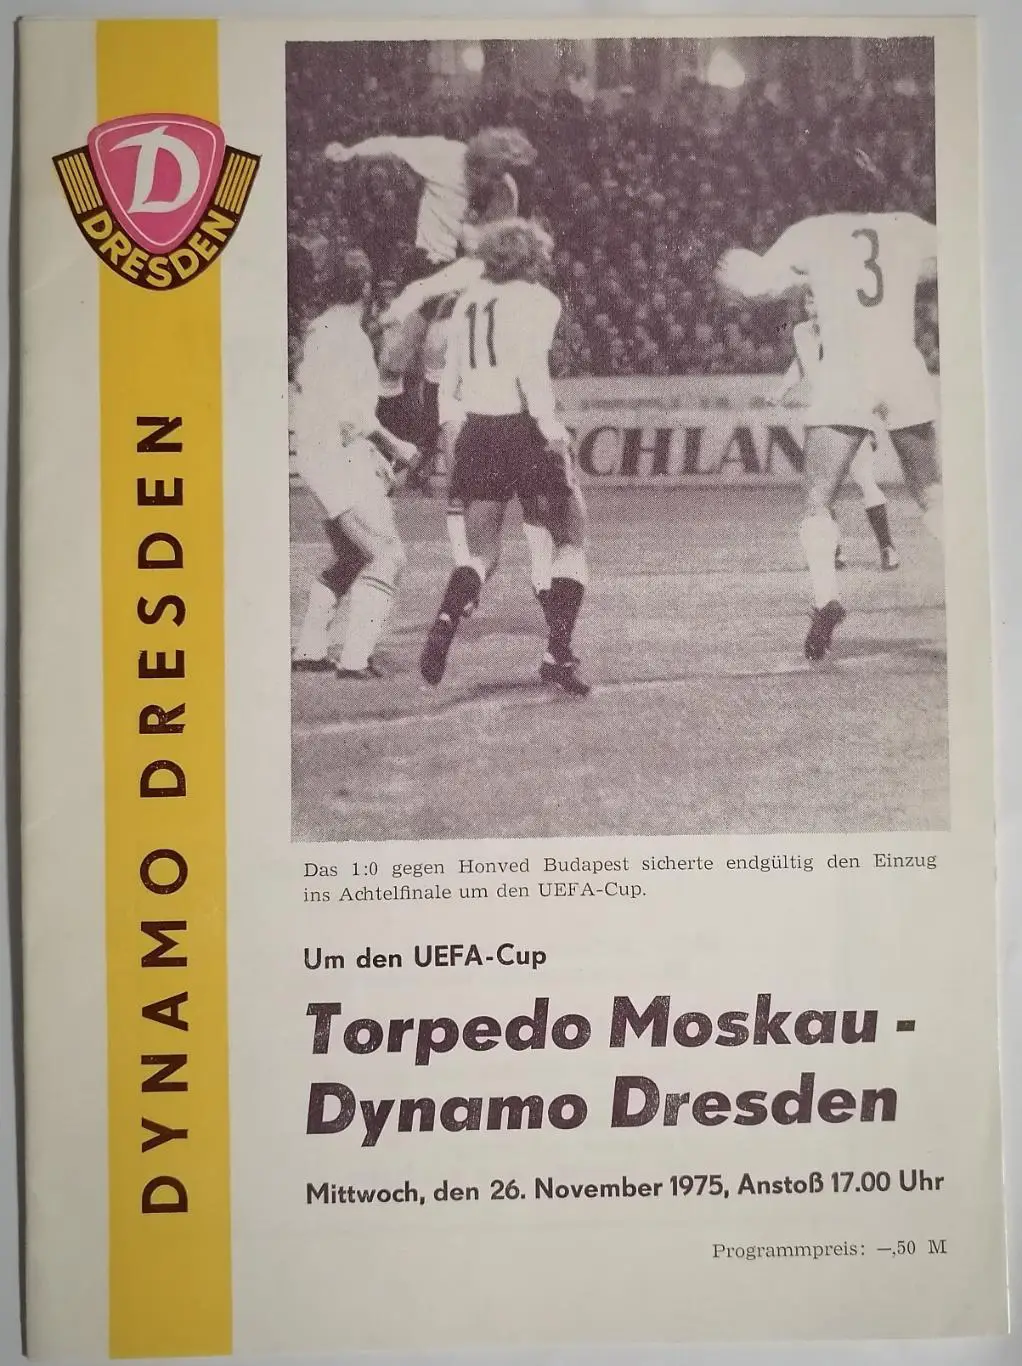 D
DRESDEN
DYNAMO DRESDEN
11
3
SCHLAN
Das 1:0 gegen Honved Budapest sicherte endgültig den Einzug
ins Achtelfinale um den UEFA-Cup.
Um den UEFA-Cup
Torpedo Moskau -
Dynamo Dresden
Mittwoch, den 26. November 1975, Anstoß 17.00 Uhr
Programmpreis: —,50 M